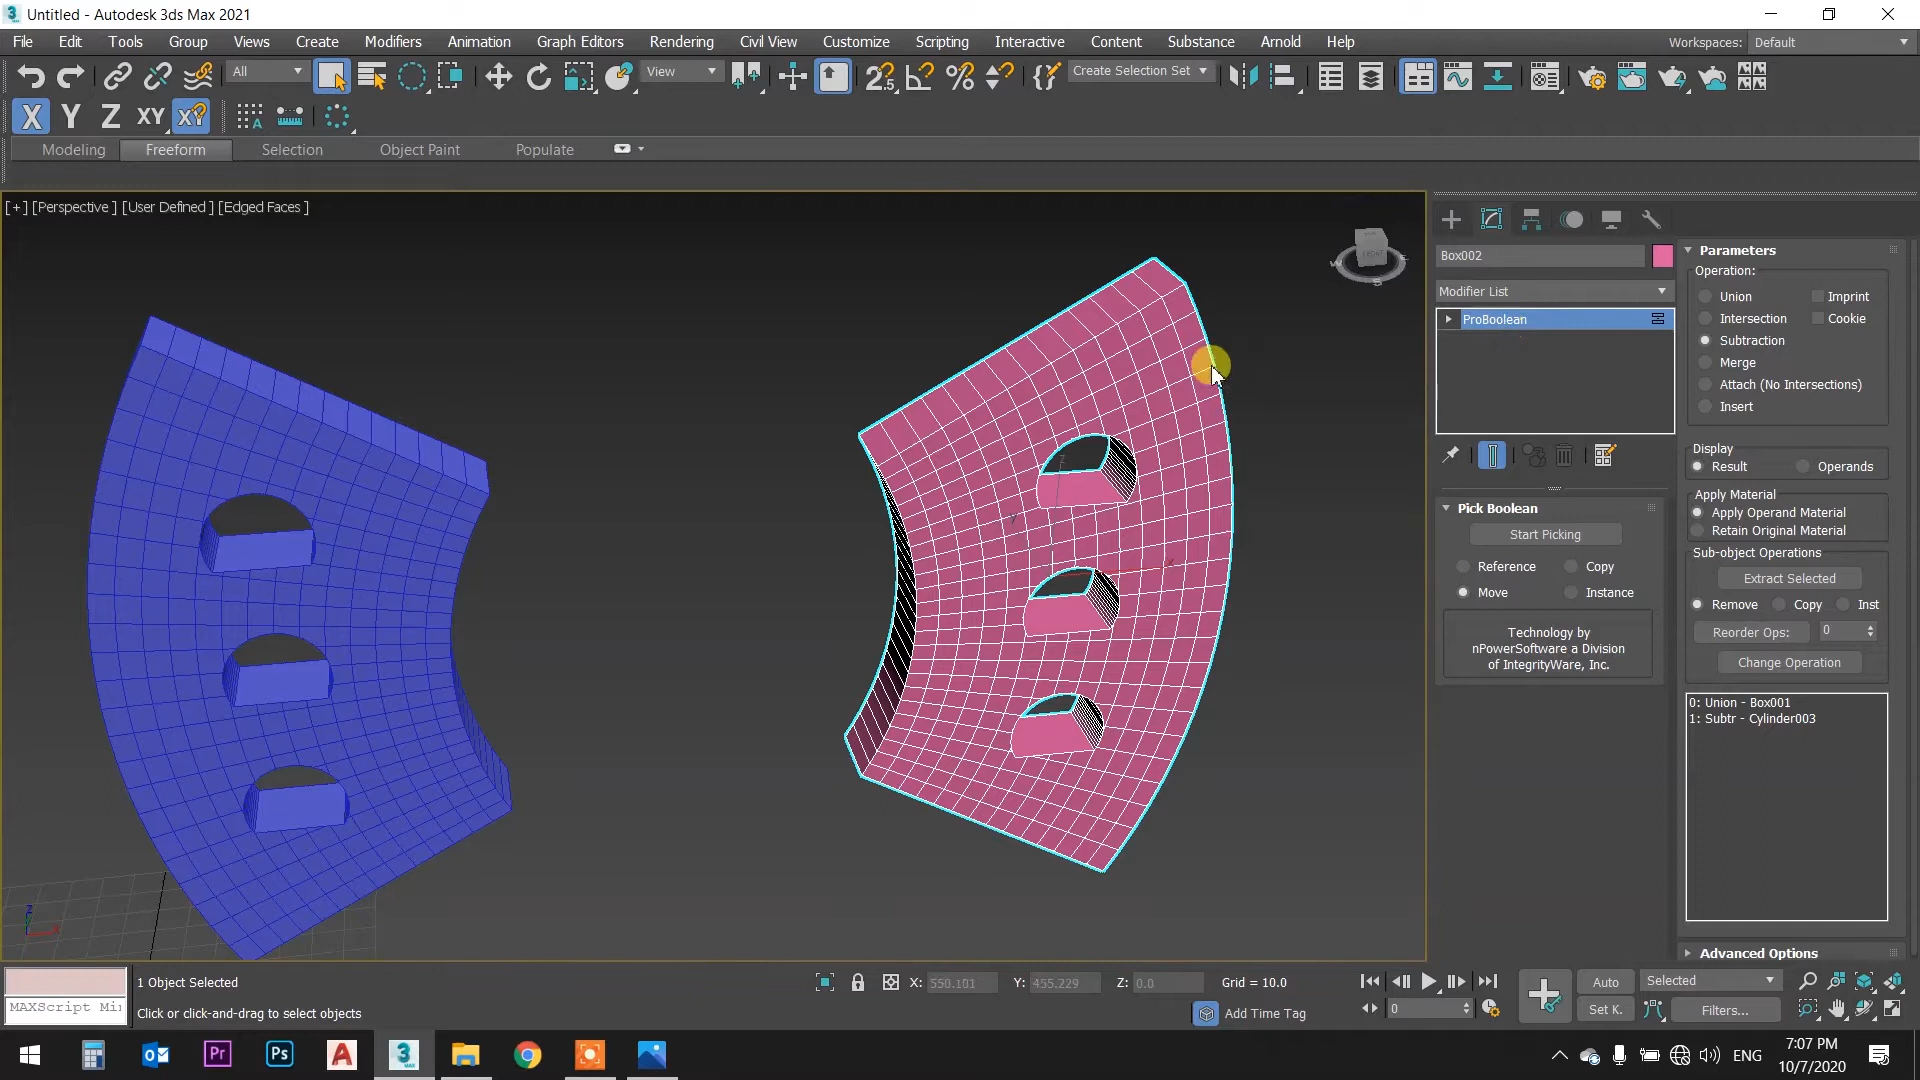 Untitled - Autodesk 3ds Max 2021
File Edit Tools Group Views Create Modifiers Animation Graph Editors Rendering Civil View Customize Scripting Interactive Content Substance Arnold Help Workspaces: Default
All View Create Selection Set
X Y Z XY
Modeling Freeform Selection Object Paint Populate
[+] [Perspective ] [User Defined ] [Edged Faces ]
Box002
Modifier List
ProBoolean
Pick Boolean
Start Picking
Reference Copy
Move Instance
Technology by
nPowerSoftware a Division
of IntegrityWare, Inc.
Parameters
Operation:
Union Imprint
Intersection Cookie
Subtraction
Merge
Attach (No Intersections)
Insert
Display
Result Operands
Apply Material
Apply Operand Material
Retain Original Material
Sub-object Operations
Extract Selected
Remove Copy Inst
Reorder Ops: 0
Change Operation
0: Union - Box001
1: Subtr - Cylinder003
Advanced Options
1 Object Selected X: 550.101 Y: 455.229 Z: 0.0 Grid = 10.0 Auto Selected
MAXScript Mi Click or click-and-drag to select objects Add Time Tag 0 Set K. Filters...
ENG 7:07 PM
10/7/2020